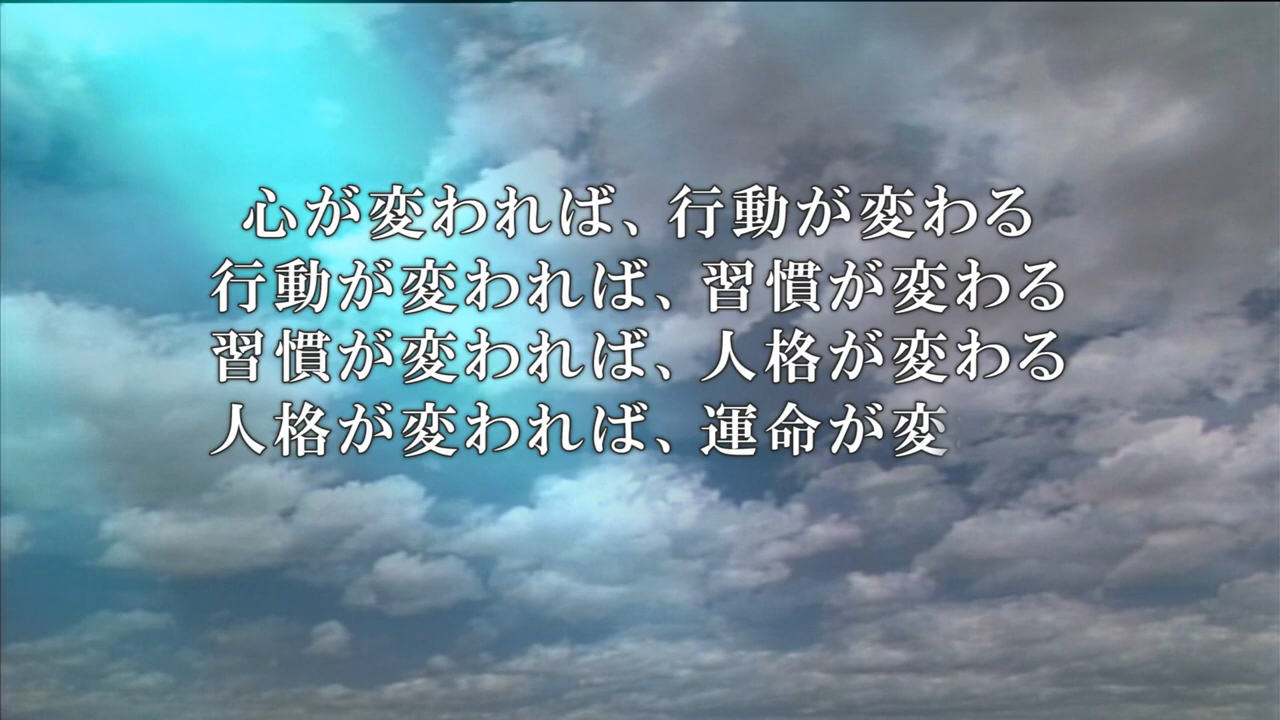 心が変われば、行動が変わる
行動が変われば、習慣が変わる
習慣が変われば、人格が変わる
人格が変われば、運命が変